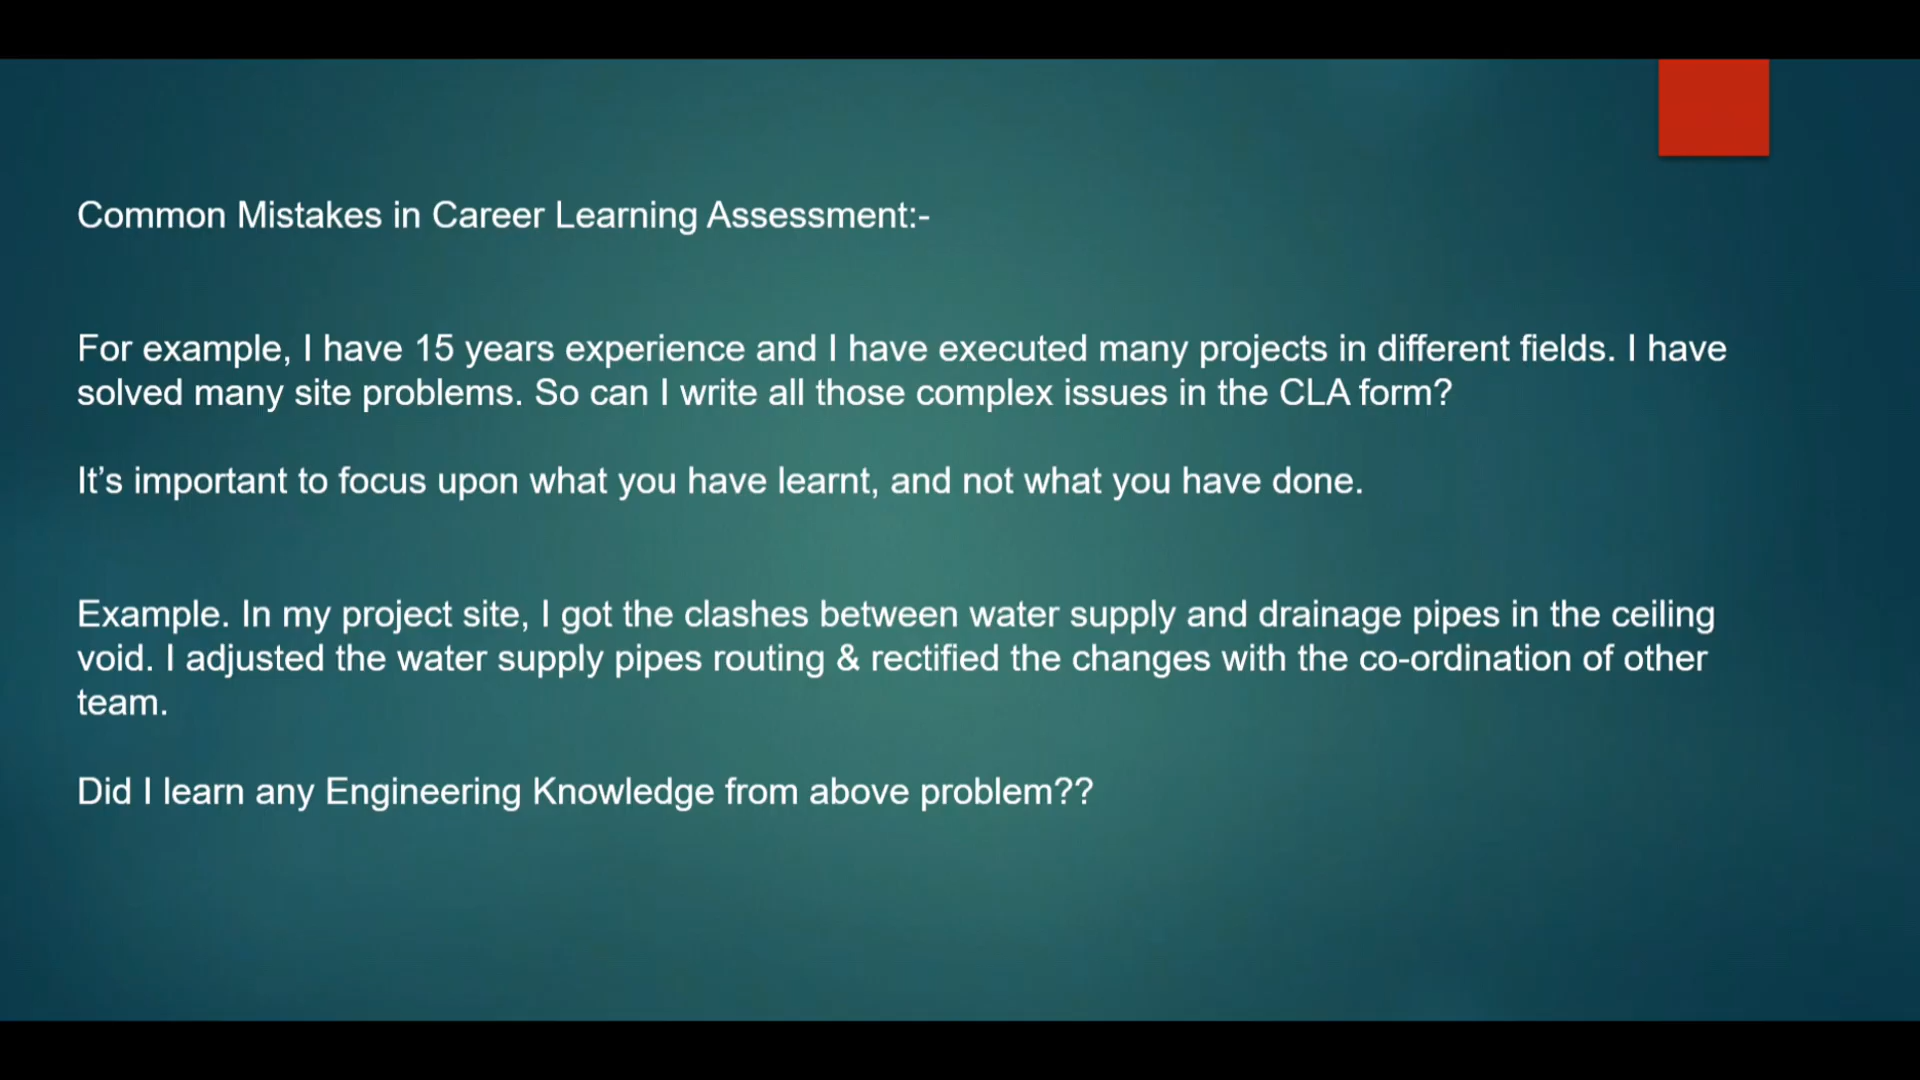 Common Mistakes in Career Learning Assessment:-
For example, I have 15 years experience and I have executed many projects in different fields. I have
solved many site problems. So can I write all those complex issues in the CLA form?
It’s important to focus upon what you have learnt, and not what you have done.
Example. In my project site, I got the clashes between water supply and drainage pipes in the ceiling
void. I adjusted the water supply pipes routing & rectified the changes with the co-ordination of other
team.
Did I learn any Engineering Knowledge from above problem??